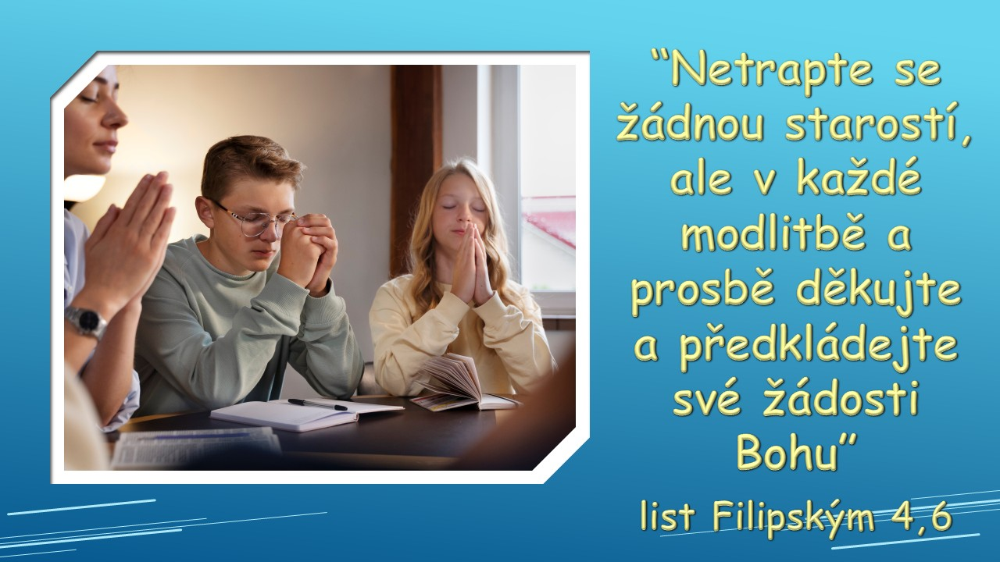 “Netrapte se
žádnou starostí,
ale v každé
modlitbě a
prosbě děkujte
a předkládejte
své žádosti
Bohu”
list Filipským 4,6